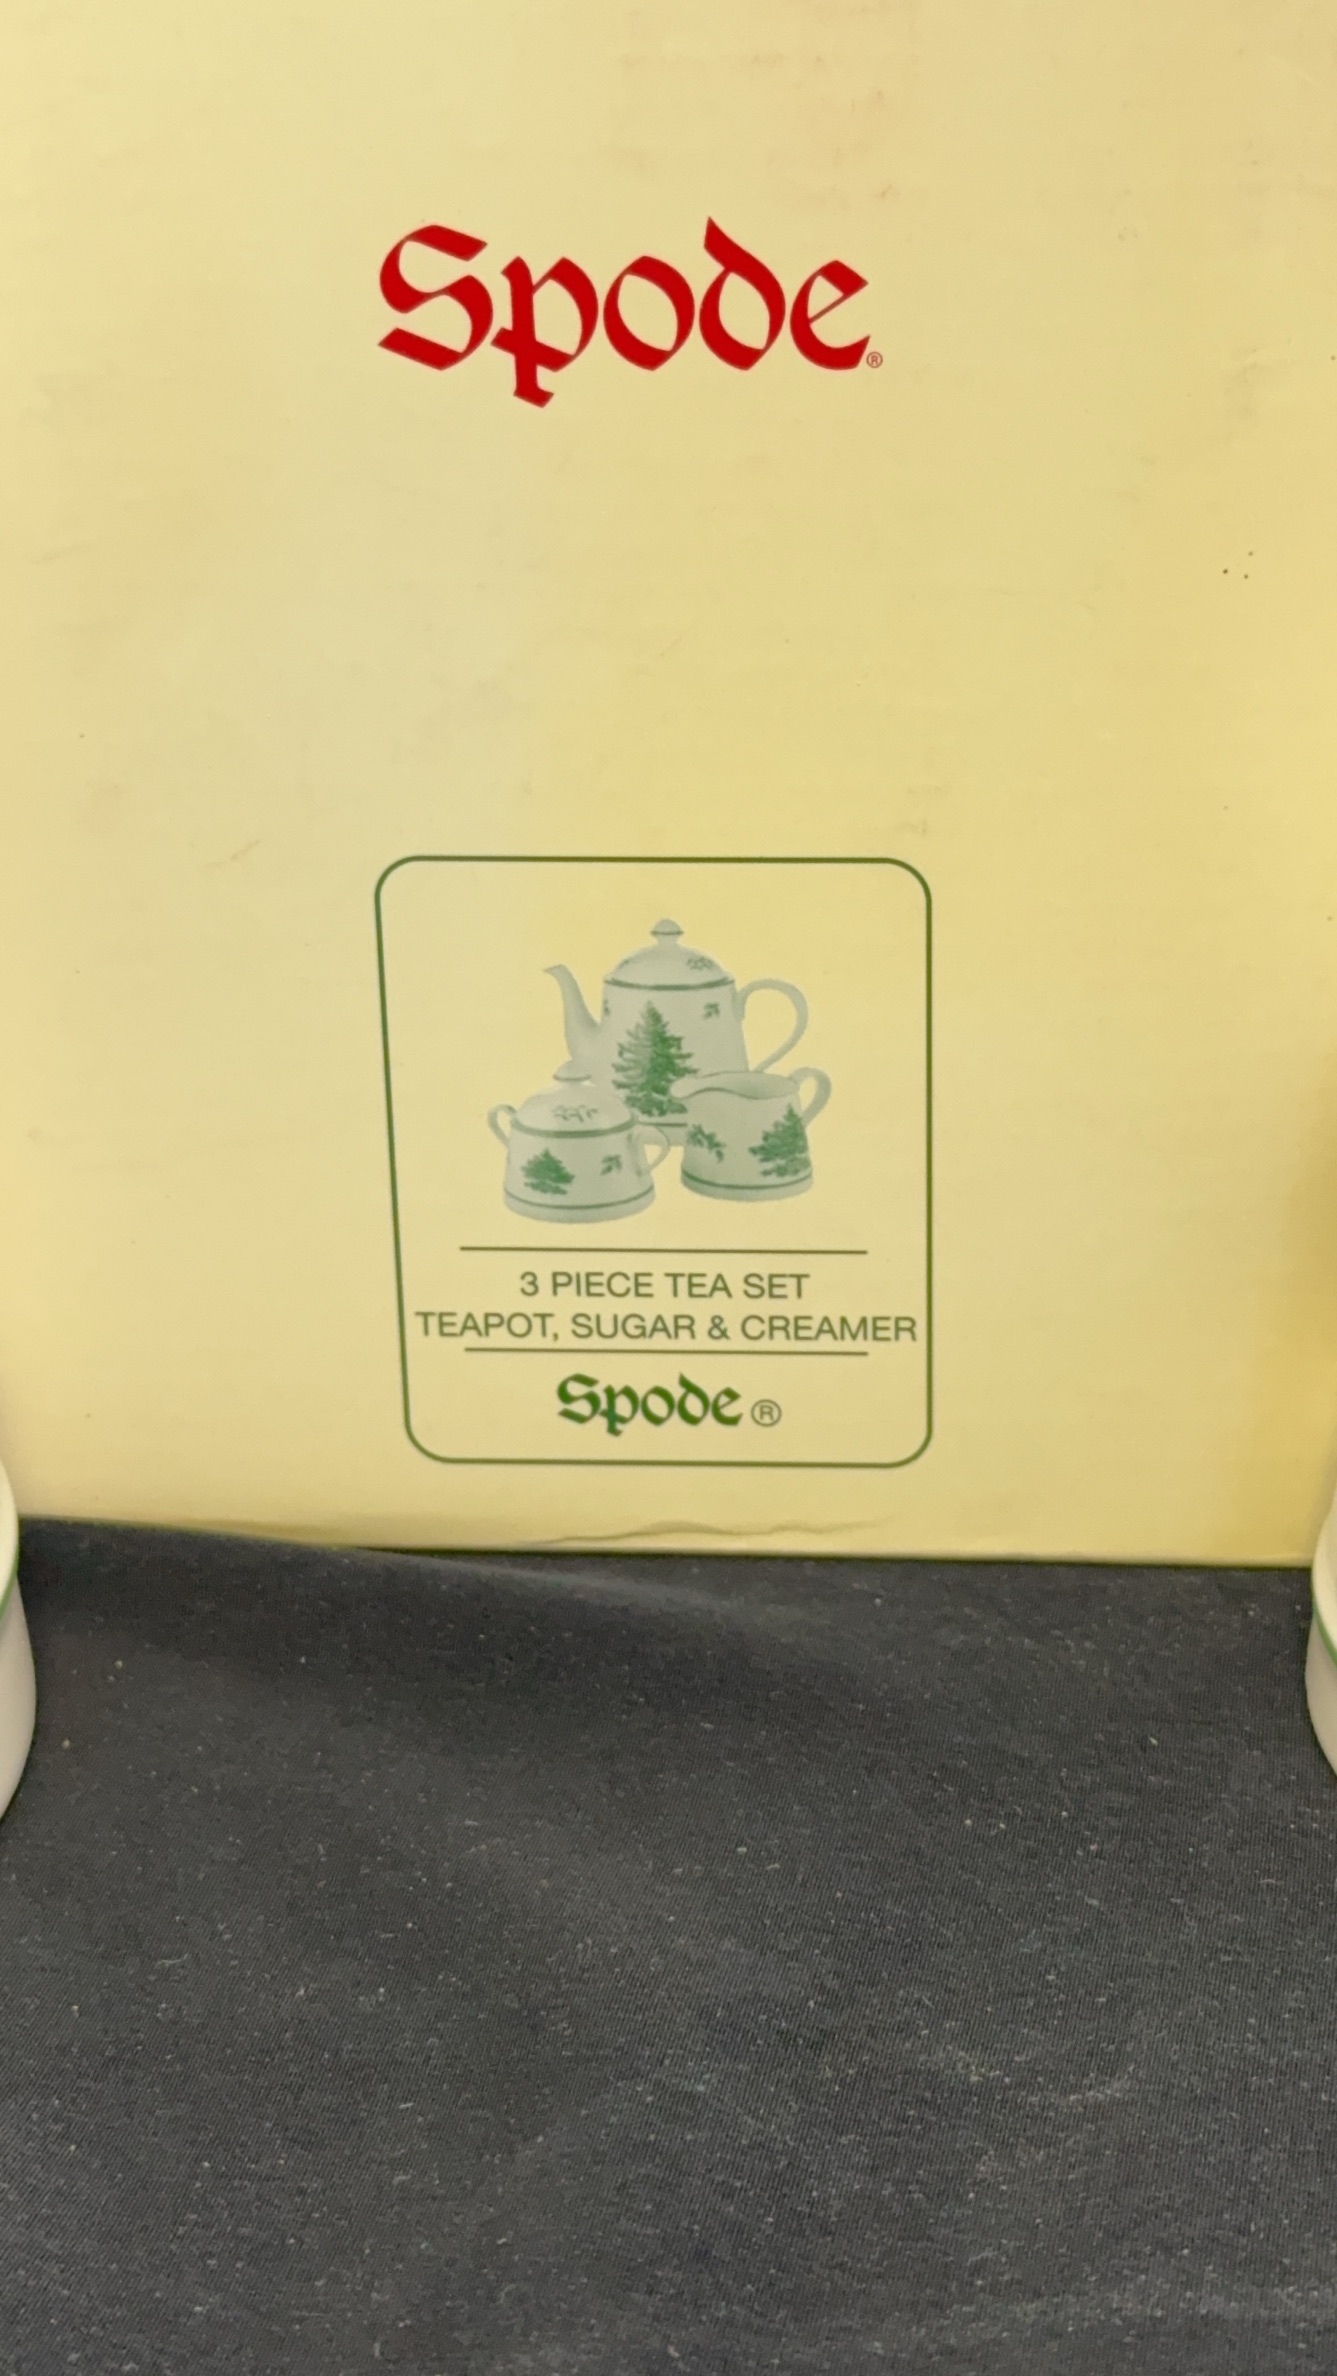 Spode®
3 PIECE TEA SET
TEAPOT, SUGAR & CREAMER
Spode®